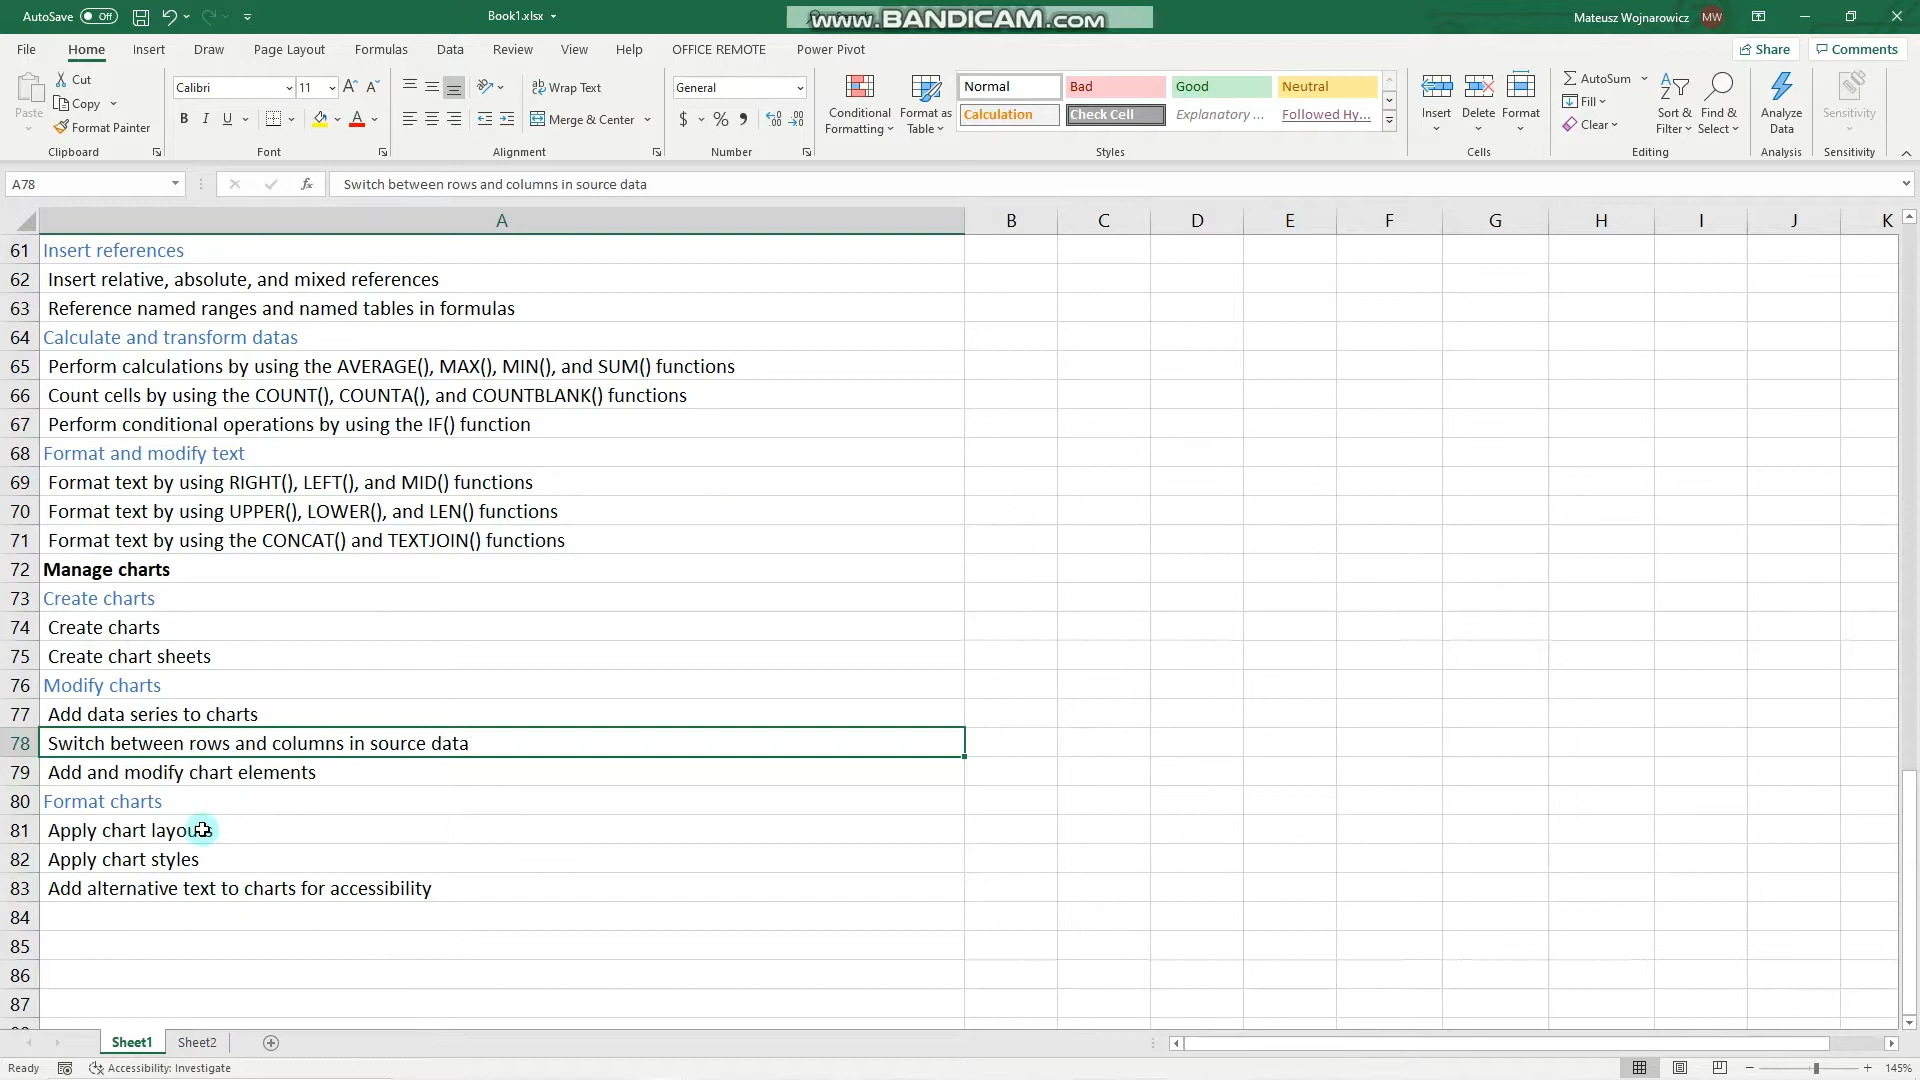 AutoSave Off Book1.xlsx WWW.BANDICAM.COM Mateusz Wojnarowicz MW
File Home Insert Draw Page Layout Formulas Data Review View Help OFFICE REMOTE Power Pivot Share Comments
Paste Cut Copy Format Painter Clipboard
Calibri 11 A A B I U A Font
Wrap Text Merge & Center Alignment
General $ % Number
Conditional Formatting Format as Table
Normal Bad Good Neutral
Calculation Check Cell Explanatory ... Followed Hy...
Styles
Insert Delete Format Cells
AutoSum Fill Clear Sort & Filter Find & Select Editing
Analyze Data Analysis
Sensitivity Sensitivity
A78 fx Switch between rows and columns in source data
A B C D E F G H I J K
61 Insert references
62 Insert relative, absolute, and mixed references
63 Reference named ranges and named tables in formulas
64 Calculate and transform datas
65 Perform calculations by using the AVERAGE(), MAX(), MIN(), and SUM() functions
66 Count cells by using the COUNT(), COUNTA(), and COUNTBLANK() functions
67 Perform conditional operations by using the IF() function
68 Format and modify text
69 Format text by using RIGHT(), LEFT(), and MID() functions
70 Format text by using UPPER(), LOWER(), and LEN() functions
71 Format text by using the CONCAT() and TEXTJOIN() functions
72 Manage charts
73 Create charts
74 Create charts
75 Create chart sheets
76 Modify charts
77 Add data series to charts
78 Switch between rows and columns in source data
79 Add and modify chart elements
80 Format charts
81 Apply chart layouts
82 Apply chart styles
83 Add alternative text to charts for accessibility
84
85
86
87
Sheet1 Sheet2
Ready Accessibility: Investigate 145%